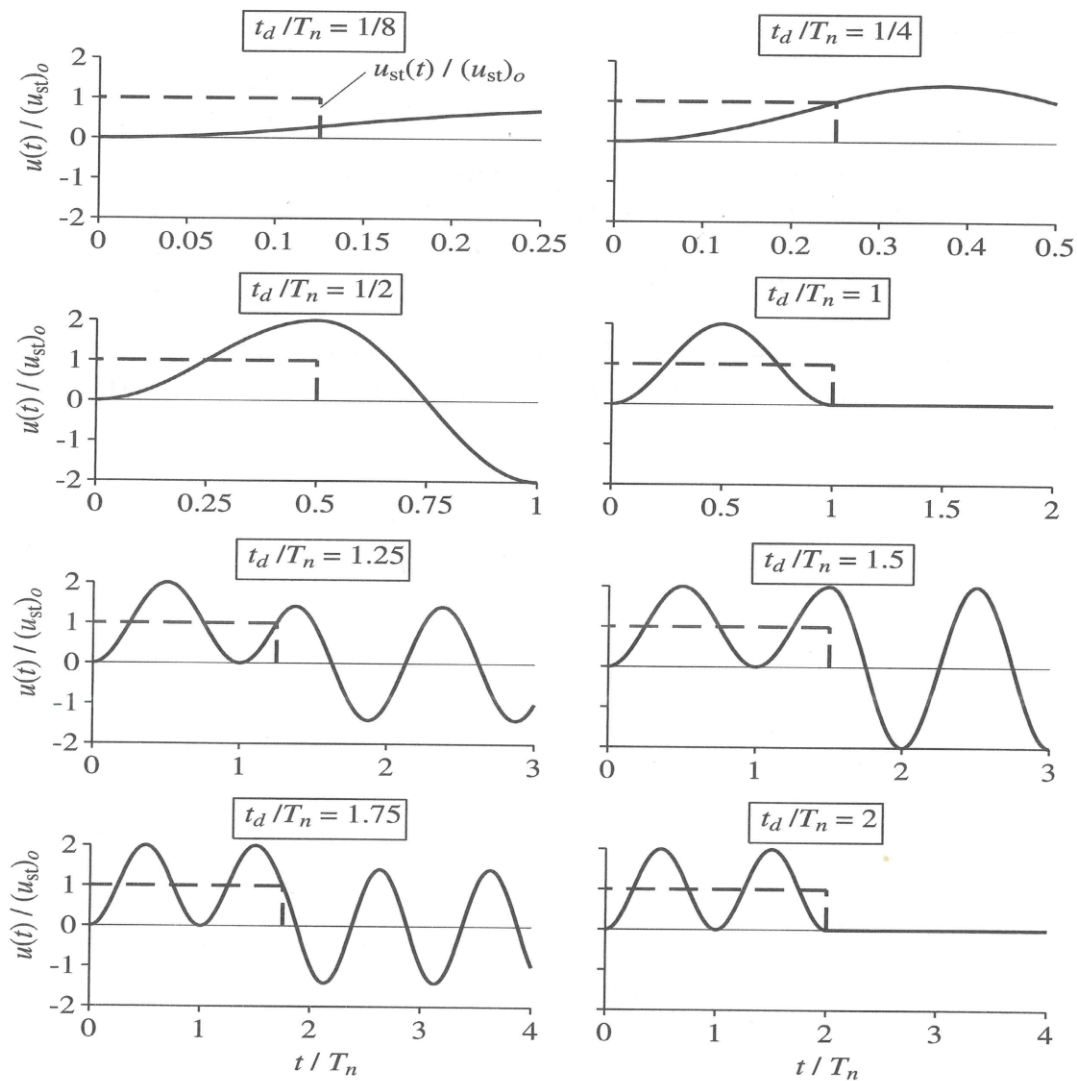 t_d /T_n = 1/8
u_st(t) / (u_st)_o
u(t) / (u_st)_o
2
1
0
-1
-2
0 0.05 0.1 0.15 0.2 0.25
t_d /T_n = 1/4
0 0.1 0.2 0.3 0.4 0.5
t_d /T_n = 1/2
u(t) / (u_st)_o
2
1
0
-1
-2
0 0.25 0.5 0.75 1
t_d /T_n = 1
0 0.5 1 1.5 2
t_d /T_n = 1.25
u(t) / (u_st)_o
2
1
0
-1
-2
0 1 2 3
t_d /T_n = 1.5
0 1 2 3
t_d /T_n = 1.75
u(t) / (u_st)_o
2
1
0
-1
-2
0 1 2 3 4
t / T_n
t_d /T_n = 2
0 1 2 3 4
t / T_n